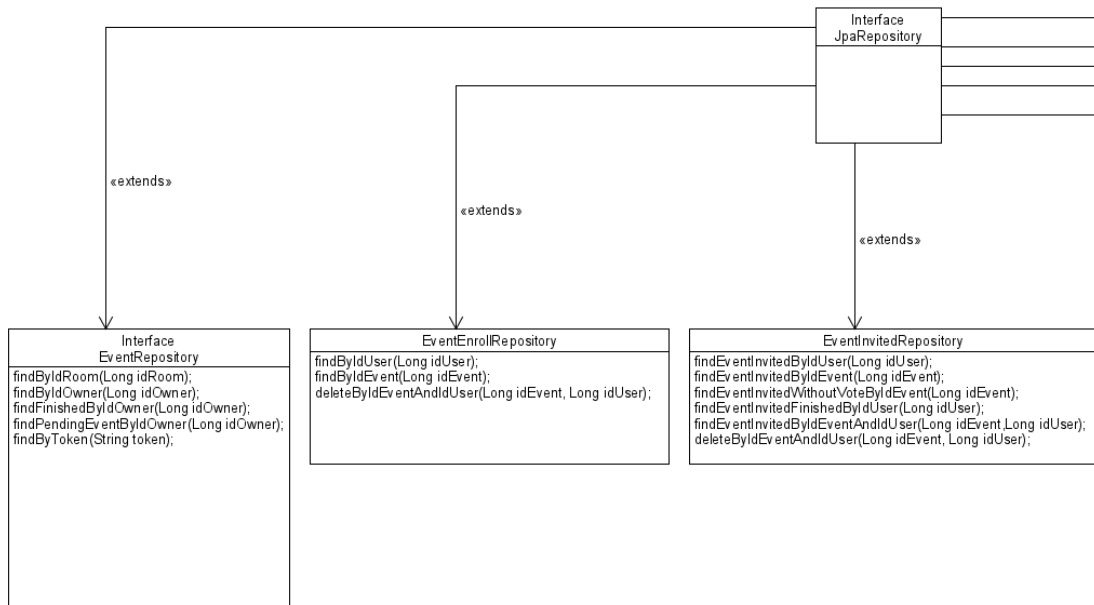 Interface
JpaRepository
«extends»
«extends»
«extends»
Interface
EventRepository
findByIdRoom(Long idRoom);
findByIdOwner(Long idOwner);
findFinishedByIdOwner(Long idOwner);
findPendingEventByIdOwner(Long idOwner);
findByToken(String token);
EventEnrollRepository
findByIdUser(Long idUser);
findByIdEvent(Long idEvent);
deleteByIdEventAndIdUser(Long idEvent, Long idUser);
EventInvitedRepository
findEventInvitedByIdUser(Long idUser);
findEventInvitedByIdEvent(Long idEvent);
findEventInvitedWithoutVoteByIdEvent(Long idEvent);
findEventInvitedFinishedByIdUser(Long idUser);
findEventInvitedByIdEventAndIdUser(Long idEvent,Long idUser);
deleteByIdEventAndIdUser(Long idEvent, Long idUser);